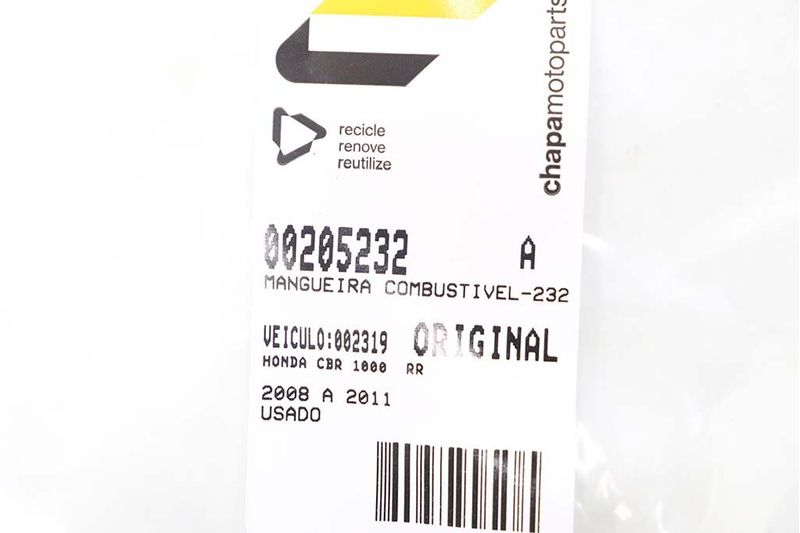 chapamotoparts
recicle
renove
reutilize
00205232 A
MANGUEIRA COMBUSTIVEL-232
VEICULO:002319 ORIGINAL
HONDA CBR 1000 RR
2008 A 2011
USADO